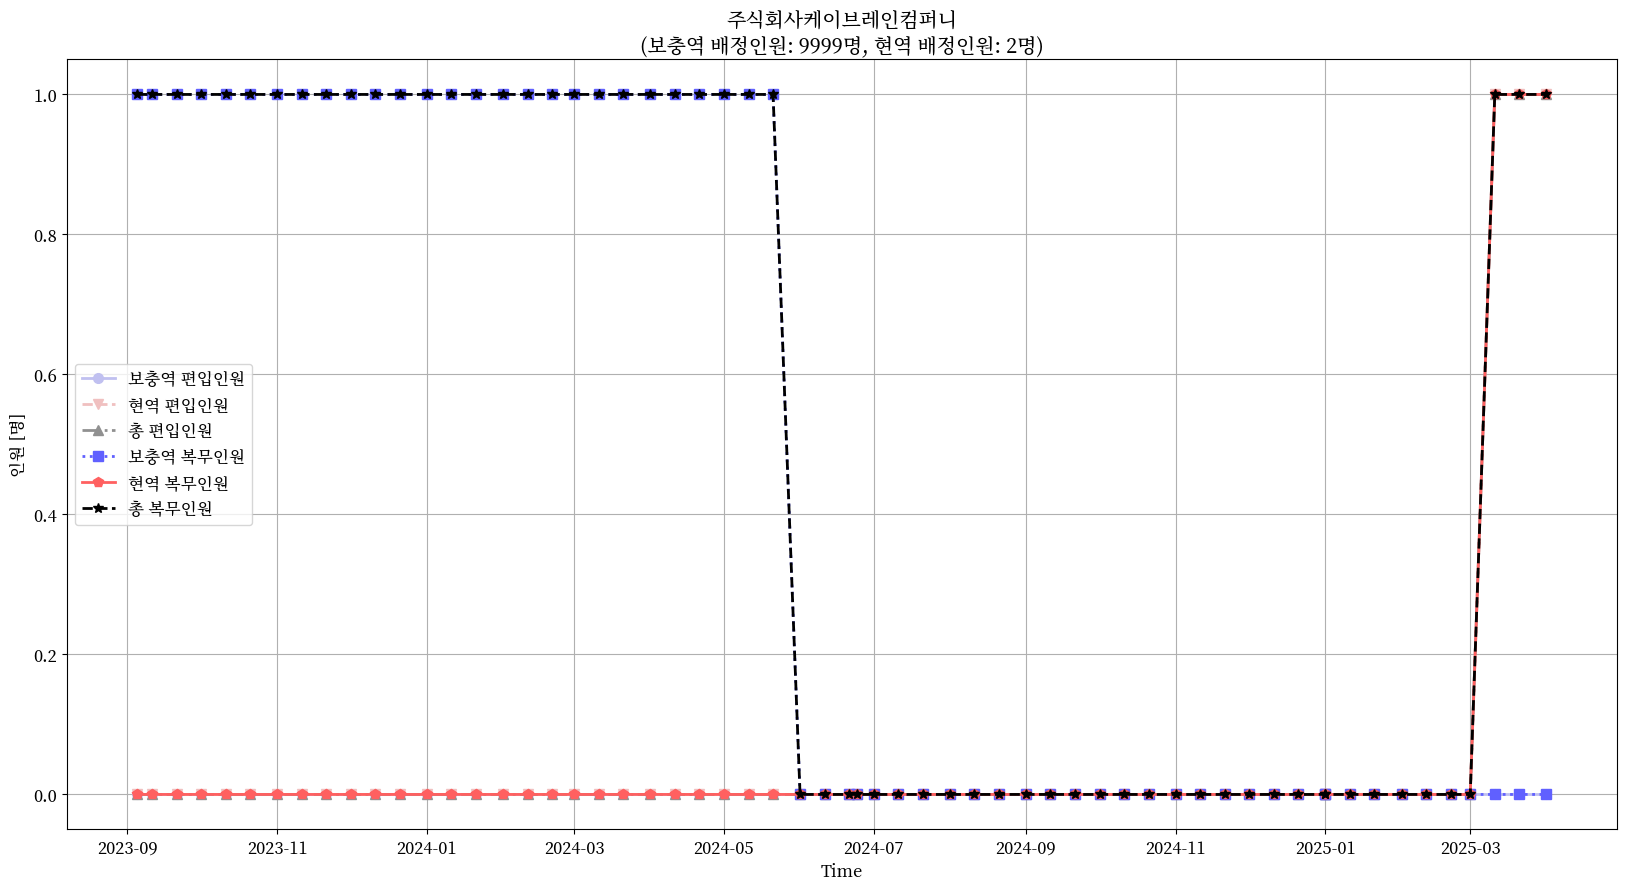 주식회사케이브레인컴퍼니
(보충역 배정인원: 9999명, 현역 배정인원: 2명)
인원 [명]
1.0
0.8
0.6
0.4
0.2
0.0
보충역 편입인원
현역 편입인원
총 편입인원
보충역 복무인원
현역 복무인원
총 복무인원
2023-09 2023-11 2024-01 2024-03 2024-05 2024-07 2024-09 2024-11 2025-01 2025-03
Time